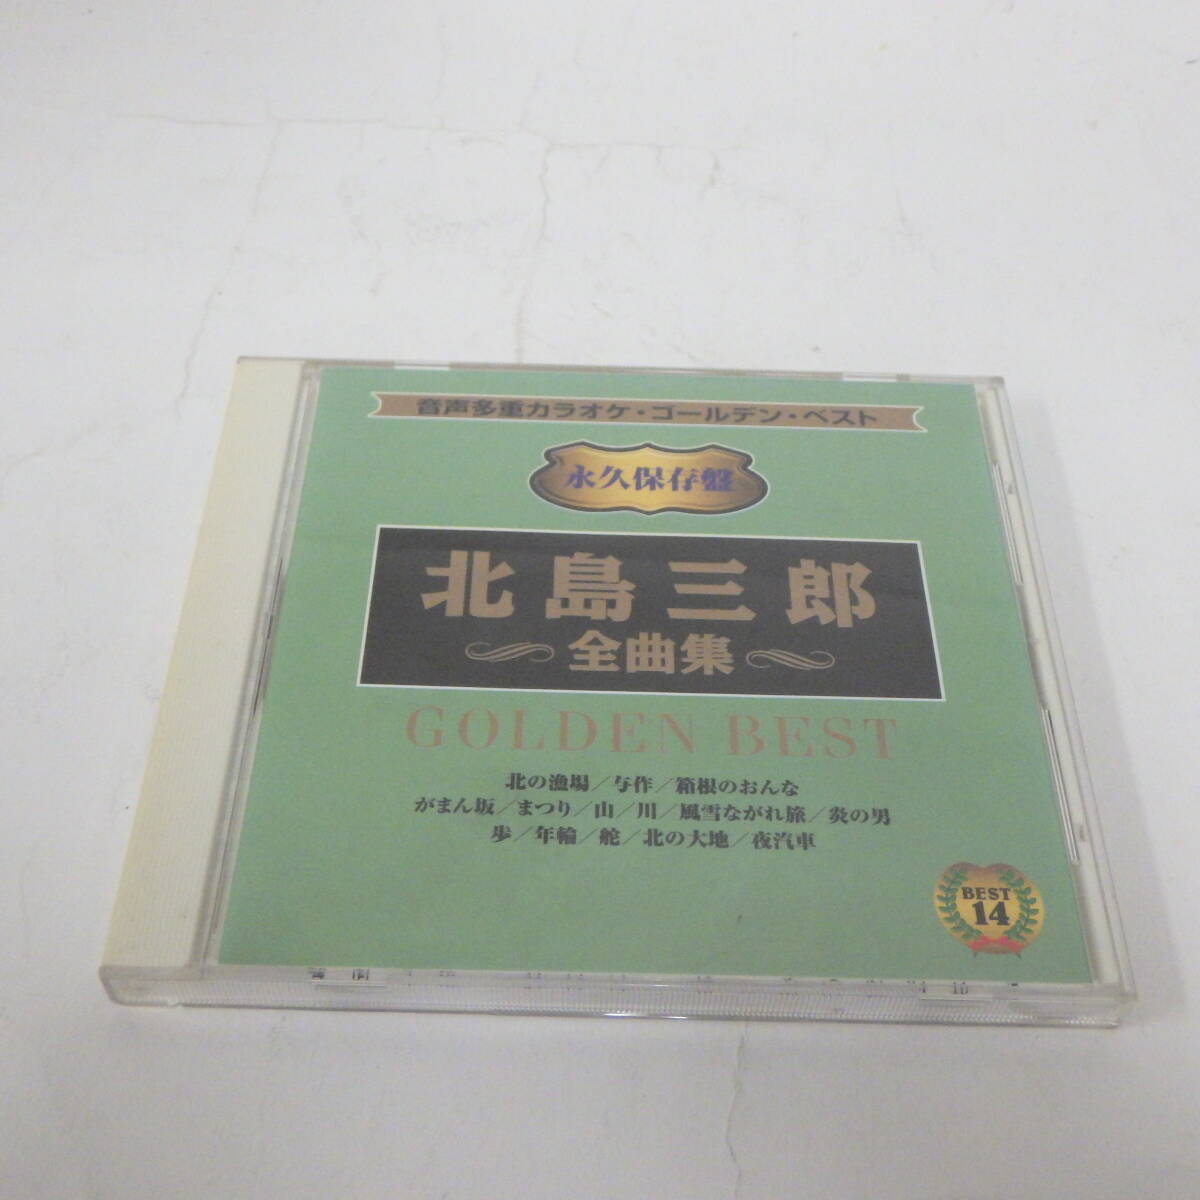 音声多重カラオケ・ゴールデン・ベスト
永久保存盤
北島三郎
全曲集
GOLDEN BEST
北の漁場／与作／箱根のおんな
がまん坂／まつり／山／川／風雪ながれ旅／炎の男
歩／年輪／舵／北の大地／夜汽車
BEST
14